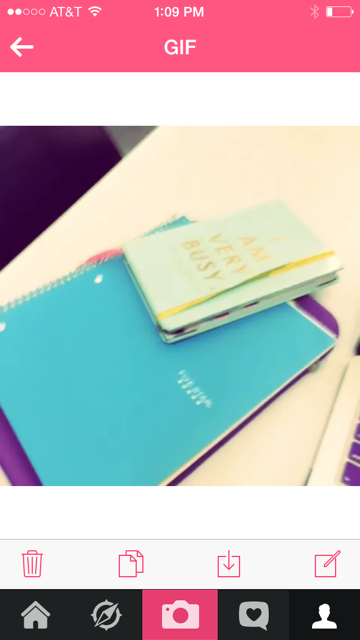 AT&T
1:09 PM
GIF
I
AM
VERY
BUSY.